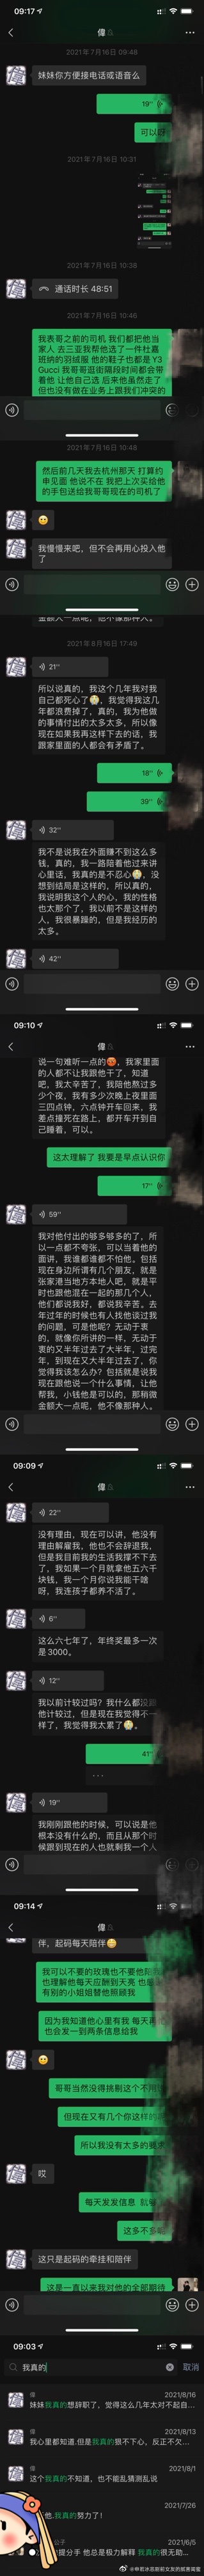 09:17
偉
2021年7月16日 09:48
妹妹你方便接电话或语音么
19"
可以呀
2021年7月16日 10:31
2021年7月16日 10:38
通话时长 48:51
2021年7月16日 10:46
我表哥之前的司机 我们都把他当
家人 去三亚我帮他选了一件杜嘉
班纳的羽绒服 他的鞋子也都是 Y3
Gucci 我哥哥逛街隔段时间都会带
着他 让他自己选 后来他虽然走了
但也没有做在业务上跟我们冲突的
2021年7月16日 10:48
然后前几天我去杭州那天 打算约
申见面 他说不在 我把上次买给他
的手包送给我哥哥现在的司机了
我慢慢来吧，但不会再用心投入他
了
2021年8月16日 17:49
21"
所以说真的，我这个几年我对我
自己都死心了😭，我觉得我这几
年都浪费掉了，真的，我为他做
的事情付出的太多太多，所以像
现在如果我再这样下去的话，我
跟家里面的人都会有矛盾了。
18"
39"
32"
我不是说我在外面赚不到这么多
钱，真的，我一路陪着他过来讲
心里话，我真的是不忍心😭，没
想到结局是这样的，所以真的，
我说明我这个人的心，我的性格
也太那个了，我以前不是这样的
人，我很暴躁的，但是我经历的
太多。
42"
09:10
偉
说一句难听一点的😡，我家里面
的人都不让我跟他干了，知道
吧，我太辛苦了，我陪他熬过多
少个夜，我有多少次晚上夜里面
三四点钟，六点钟开车回来，我
差点撞死在路上，都开车开到自
己睡着，可以。
这太理解了 我要是早点认识你
17"
59"
我对他付出的够多够多的了，所
以一点都不夸张，可以当着他的
面讲，我谁都谁都不怕他。包括
现在身边所谓有几个朋友，就是
张家港当地方本地人吧，就是平
时也跟他混在一起的那几个人，
他们都说我好，都说我辛苦。去
年过年的时候也有人找他谈过我
的问题，可是他呢？无动于衷
的，就像你所讲的一样，无动于
衷的又半年过去了大半年，过完
年，到现在又大半年过去了，你
觉得我该怎么办？包括就是说我
现在跟他说一个什么事情，让他
帮我，小钱他是可以的，那稍微
金额大一点呢，他不像那种人。
09:09
偉
22"
没有理由，现在可以讲，他没有
理由解雇我，他也不会辞退我，
但是我目前我的生活我撑不下去
了，我如果一个月就拿他五六千
块钱，我一个月你说我能干啥
呀，我连孩子都养不活了。
6"
这么六七年了，年终奖最多一次
是3000。
12"
我以前计较过吗？我什么都没跟
他计较过，但是现在我觉得不一
样了，我觉得我太累了😭。
41"
...
19"
我刚刚跟他的时候，可以说是他
根本没有什么的，而且从那个时
候跟到现在的人也就剩我一个人
09:14
偉
伴，起码每天陪伴
我可以不要的玫瑰也不要他陪
也理解他每天应酬到天亮 也
有别的小姐姐替他照顾我
因为我知道他心里有我 每天再
也会发一到两条信息给我
哥哥当然没得挑剔这个不用
但现在又有几个你这样的
所以我没有太多的要求
哎
每天发发信息 就
这多不多
这只是起码的牵挂和陪伴
这是一直以来我对他的全部期待
09:03
我真的
取消
偉
2021/8/16
妹妹我真的想辞职了，觉得这么几年太对不起自...
偉
2021/8/13
我心里都知道.但是我真的狠不下心，反正不欠...
偉
2021/8/1
这个我真的不知道，也不能乱猜测乱说
2021/7/26
他.我真的努力了！
公子
2021/6/5
提分手 他总是极力解释 我真的很无助...
@申宕冰忽斯前女友的厮害闺蜜